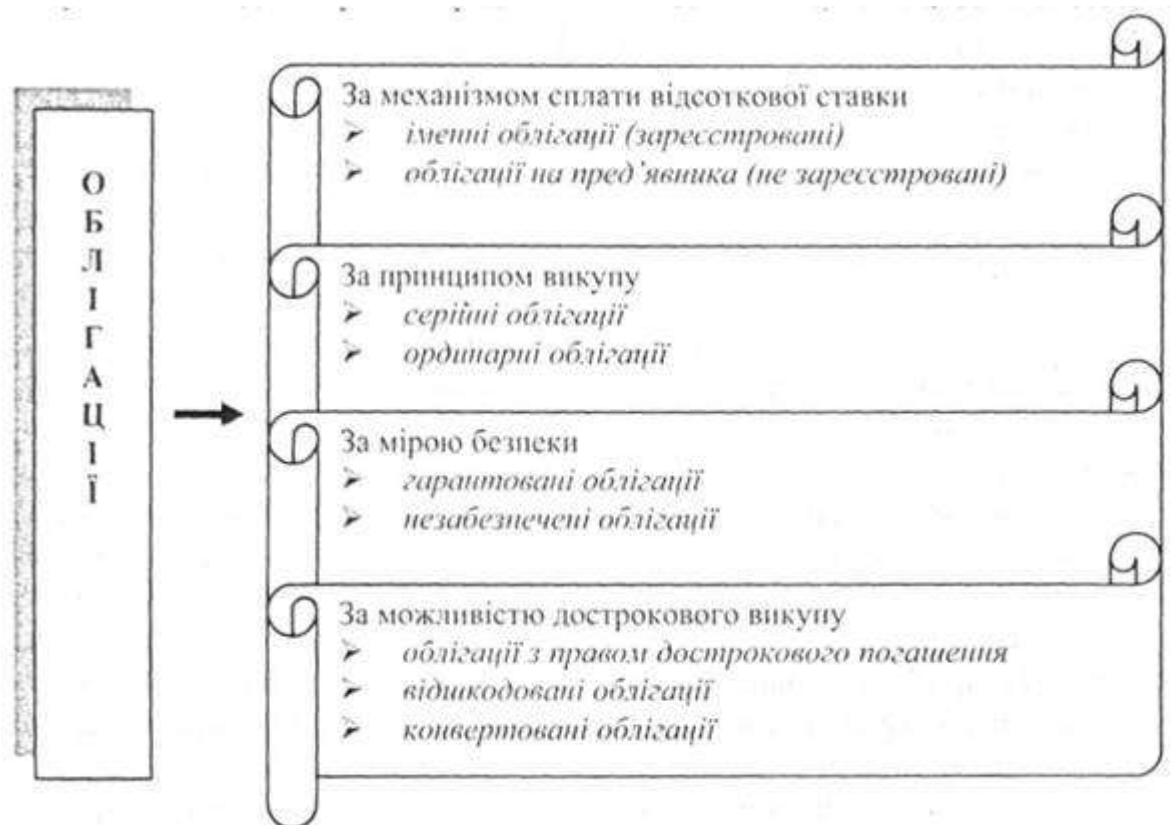 ОБЛІГАЦІЇ
За механізмом сплати відсоткової ставки
➢ іменні облігації (зареєстровані)
➢ облігації на пред’явника (не зареєстровані)
За принципом викупу
➢ серійні облігації
➢ ординарні облігації
За мірою безпеки
➢ гарантовані облігації
➢ незабезпечені облігації
За можливістю дострокового викупу
➢ облігації з правом дострокового погашення
➢ відшкодовані облігації
➢ конвертовані облігації